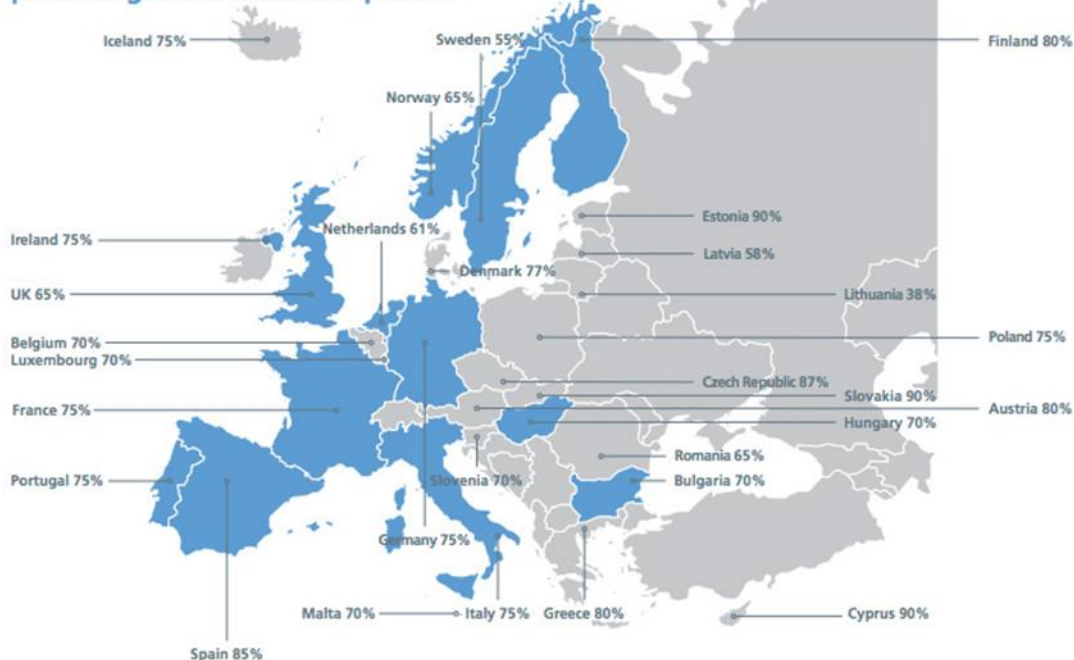 Iceland 75%
Sweden 55%
Finland 80%
Norway 65%
Estonia 90%
Netherlands 61%
Ireland 75%
Latvia 58%
Denmark 77%
UK 65%
Lithuania 38%
Belgium 70%
Poland 75%
Luxembourg 70%
Czech Republic 87%
Slovakia 90%
France 75%
Austria 80%
Hungary 70%
Romania 65%
Portugal 75%
Slovenia 70%
Bulgaria 70%
Germany 75%
Malta 70%
Italy 75%
Greece 80%
Cyprus 90%
Spain 85%